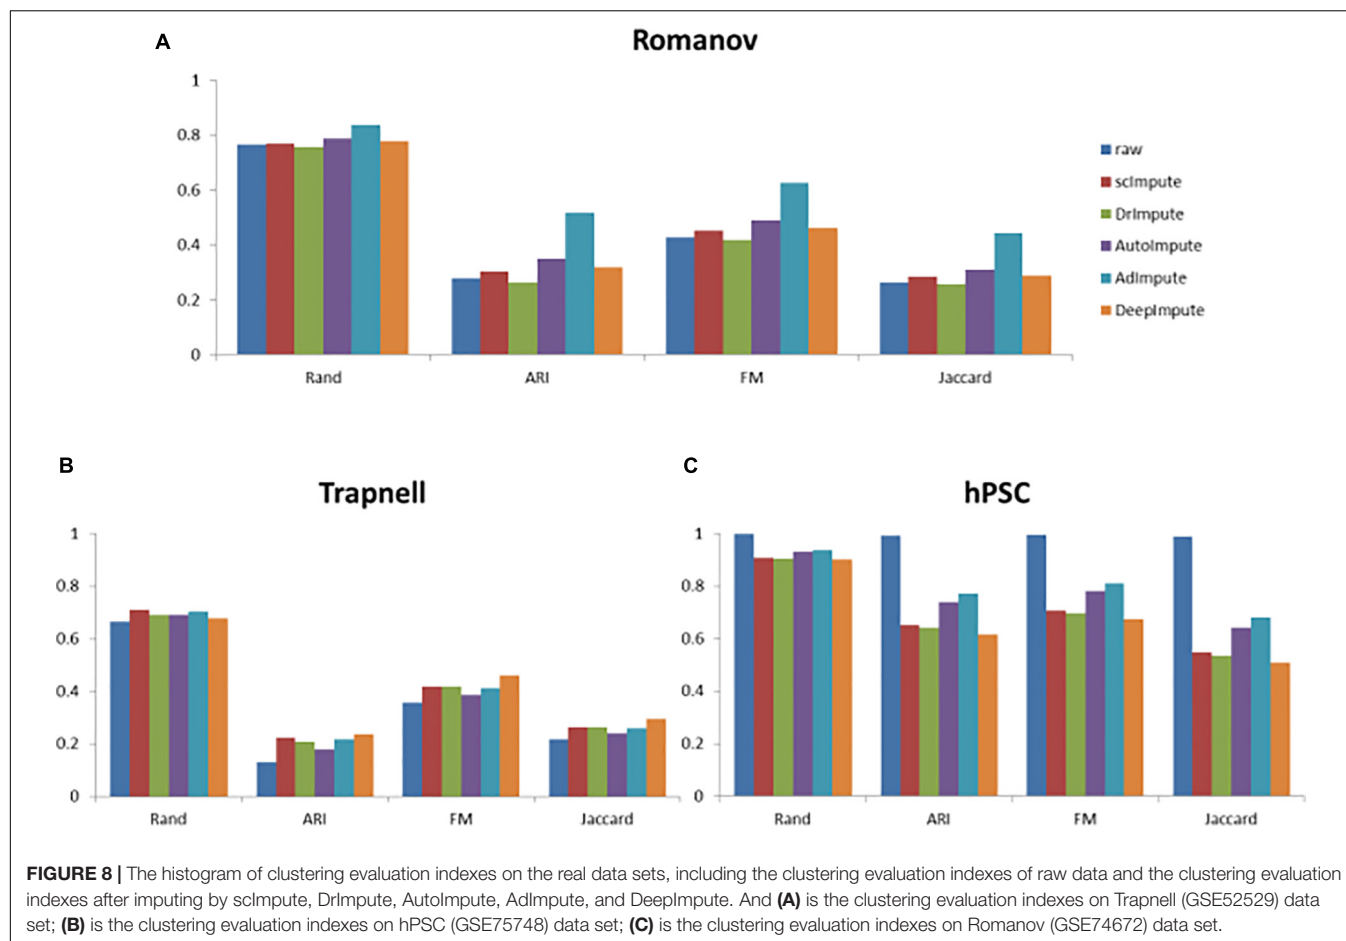 A
Romanov
1
0.8
0.6
0.4
0.2
0
Rand
ARI
FM
Jaccard
raw
scImpute
DrImpute
AutoImpute
AdImpute
DeepImpute
B
Trapnell
1
0.8
0.6
0.4
0.2
0
Rand
ARI
FM
Jaccard
C
hPSC
1
0.8
0.6
0.4
0.2
0
Rand
ARI
FM
Jaccard
FIGURE 8 | The histogram of clustering evaluation indexes on the real data sets, including the clustering evaluation indexes of raw data and the clustering evaluation
indexes after imputing by scImpute, DrImpute, AutoImpute, AdImpute, and DeepImpute. And (A) is the clustering evaluation indexes on Trapnell (GSE52529) data
set; (B) is the clustering evaluation indexes on hPSC (GSE75748) data set; (C) is the clustering evaluation indexes on Romanov (GSE74672) data set.